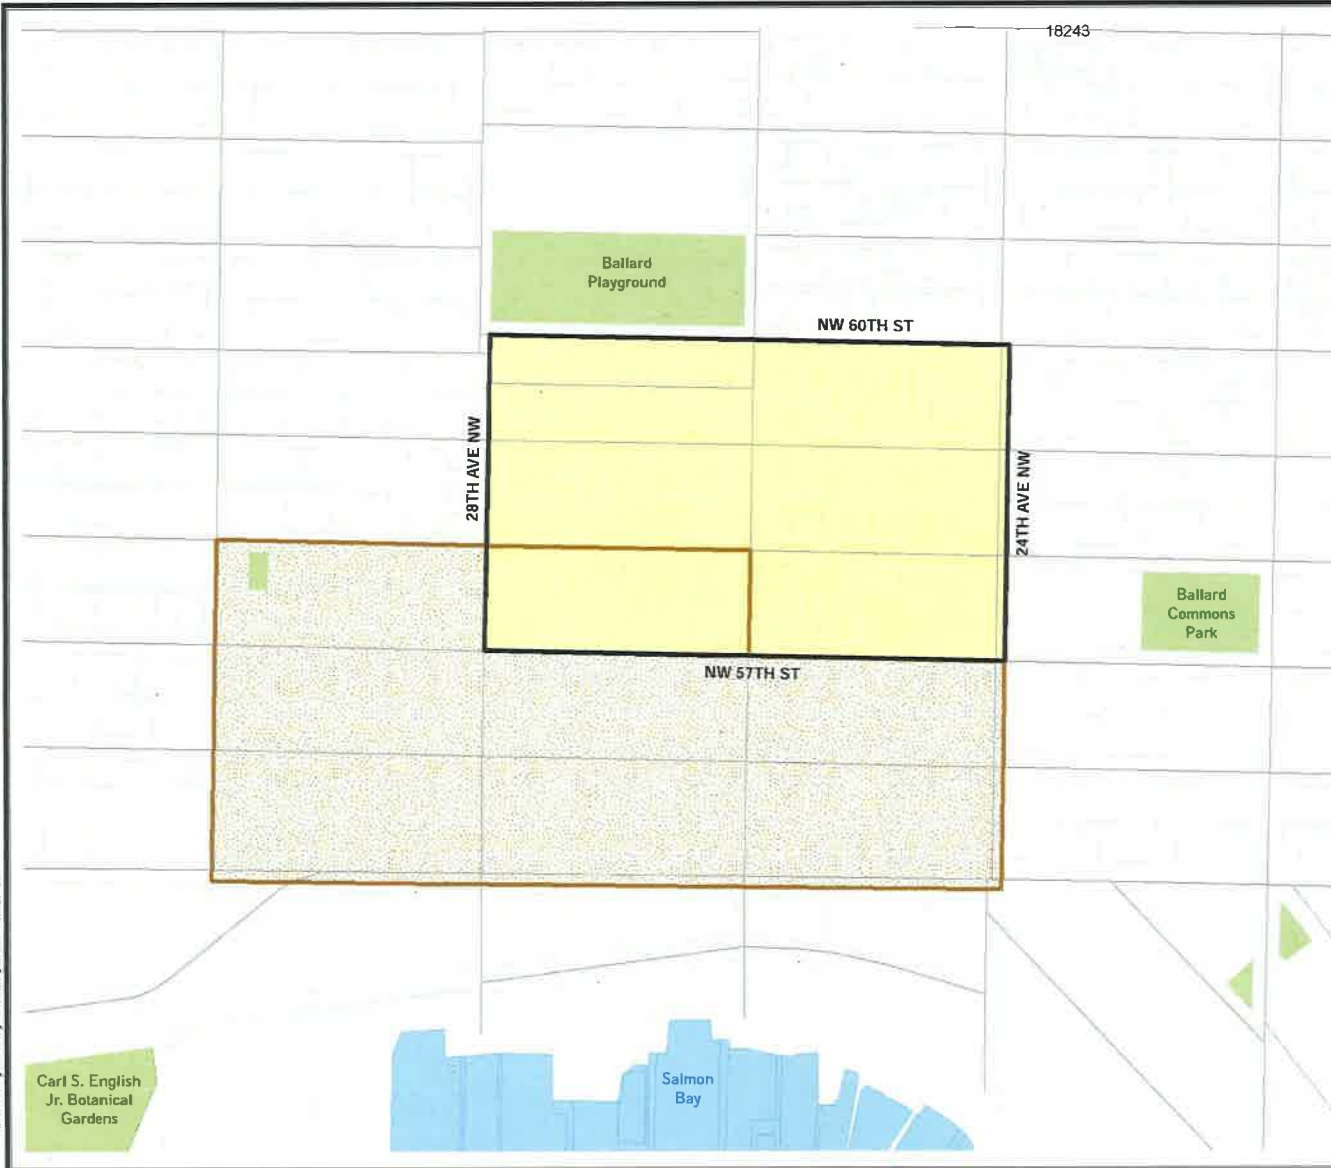 18243
Ballard
Playground
NW 60TH ST
28TH AVE NW
24TH AVE NW
Ballard
Commons
Park
NW 57TH ST
Carl S. English
Jr. Botanical
Gardens
Salmon
Bay